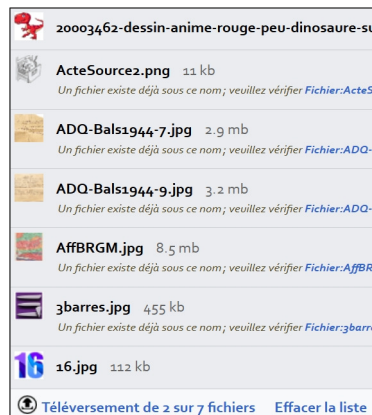 20003462-dessin-anime-rouge-peu-dinosaure-su
ActeSource2.png 11 kb
Un fichier existe déjà sous ce nom ; veuillez vérifier Fichier:ActeS
ADQ-Bals1944-7.jpg 2.9 mb
Un fichier existe déjà sous ce nom ; veuillez vérifier Fichier:ADQ-
ADQ-Bals1944-9.jpg 3.2 mb
Un fichier existe déjà sous ce nom ; veuillez vérifier Fichier:ADQ-
AffBRGM.jpg 8.5 mb
Un fichier existe déjà sous ce nom ; veuillez vérifier Fichier:AffBR
3barres.jpg 455 kb
Un fichier existe déjà sous ce nom ; veuillez vérifier Fichier:3barre
16 16.jpg 112 kb
Téléversement de 2 sur 7 fichiers Effacer la liste